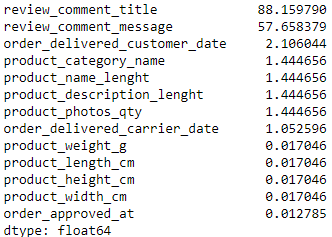 review_comment_title 88.159790
review_comment_message 57.658379
order_delivered_customer_date 2.106044
product_category_name 1.444656
product_name_lenght 1.444656
product_description_lenght 1.444656
product_photos_qty 1.444656
order_delivered_carrier_date 1.052596
product_weight_g 0.017046
product_length_cm 0.017046
product_height_cm 0.017046
product_width_cm 0.017046
order_approved_at 0.012785
dtype: float64